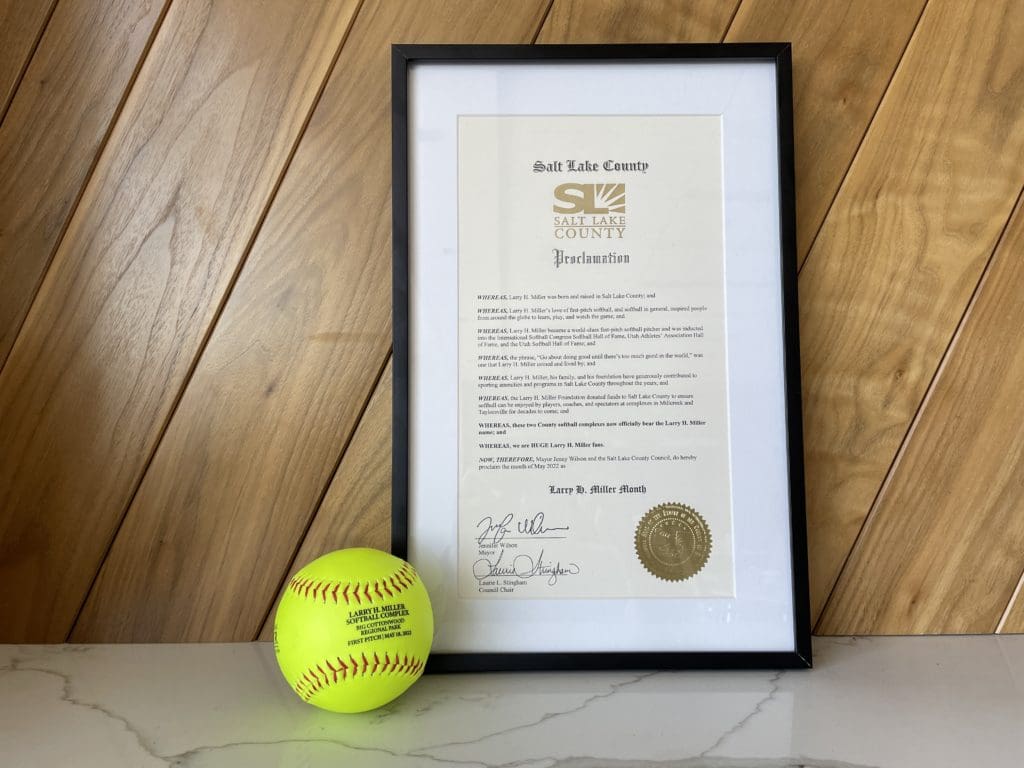 Salt Lake County
SL
SALT LAKE
COUNTY
Proclamation
WHEREAS, Larry H. Miller was born and raised in Salt Lake County; and
WHEREAS, Larry H. Miller's love of fast-pitch softball, and softball in general, inspired people
from around the globe to learn, play, and watch the game; and
WHEREAS, Larry H. Miller became a world-class fast-pitch softball pitcher and was inducted
into the International Softball Congress Softball Hall of Fame, Utah Athletes' Association Hall
of Fame, and the Utah Softball Hall of Fame; and
WHEREAS, the phrase, "Go about doing good until there's too much good in the world," was
one that Larry H. Miller coined and lived by; and
WHEREAS, Larry H. Miller, his family, and his foundation have generously contributed to
sporting amenities and programs in Salt Lake County throughout the years; and
WHEREAS, the Larry H. Miller Foundation donated funds to Salt Lake County to ensure
softball can be enjoyed by players, coaches, and spectators at complexes in Millcreek and
Taylorsville for decades to come; and
WHEREAS, these two County softball complexes now officially bear the Larry H. Miller
name; and
WHEREAS, we are HUGE Larry H. Miller fans.
NOW, THEREFORE, Mayor Jenny Wilson and the Salt Lake County Council, do hereby
proclaim the month of May 2022 as
Larry H. Miller Month
Jennifer Wilson
Mayor
Laurie Stringham
Laurie L. Stringham
Council Chair
LARRY H. MILLER
SOFTBALL COMPLEX
BIG COTTONWOOD
REGIONAL PARK
FIRST PITCH | MAY 18, 2022